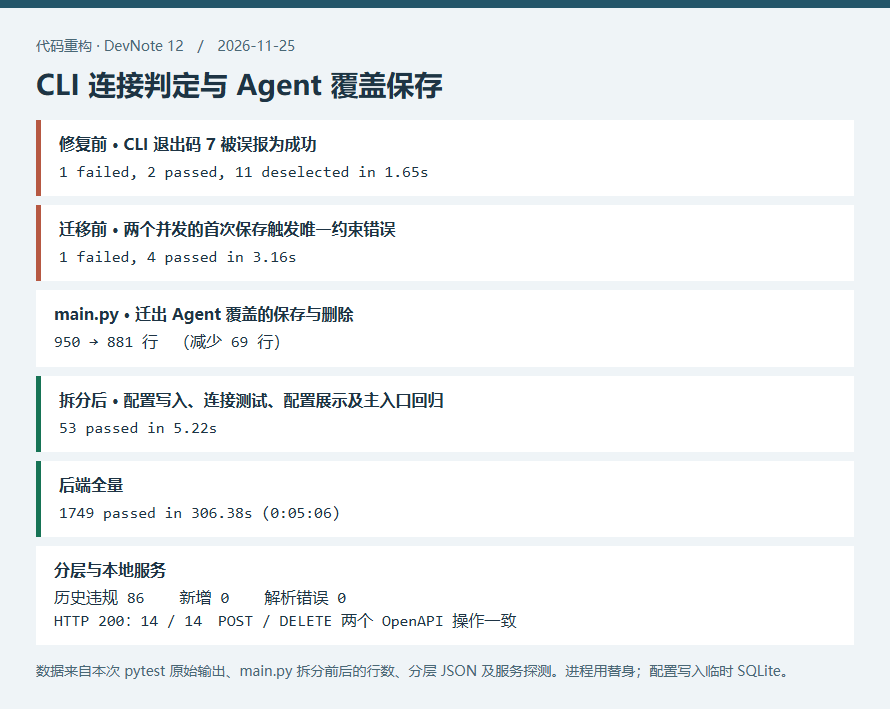 代码重构 · DevNote 12 / 2026-11-25
CLI 连接判定与 Agent 覆盖保存
修复前 • CLI 退出码 7 被误报为成功
1 failed, 2 passed, 11 deselected in 1.65s
迁移前 • 两个并发的首次保存触发唯一约束错误
1 failed, 4 passed in 3.16s
main.py • 迁出 Agent 覆盖的保存与删除
950 → 881 行 （减少 69 行）
拆分后 • 配置写入、连接测试、配置展示及主入口回归
53 passed in 5.22s
后端全量
1749 passed in 306.38s (0:05:06)
分层与本地服务
历史违规 86 新增 0 解析错误 0
HTTP 200: 14 / 14 POST / DELETE 两个 OpenAPI 操作一致
数据来自本次 pytest 原始输出、main.py 拆分前后的行数、分层 JSON 及服务探测。进程用替身；配置写入临时 SQLite。